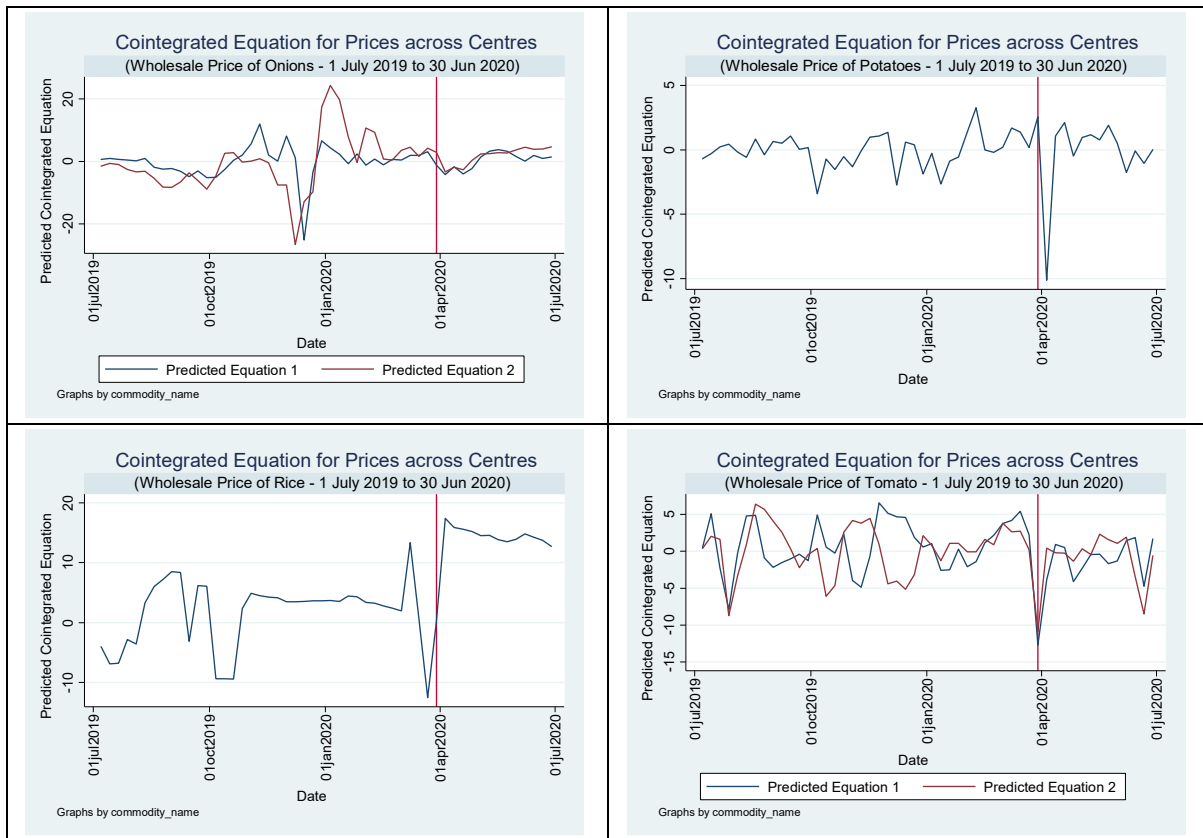 Cointegrated Equation for Prices across Centres
(Wholesale Price of Onions - 1 July 2019 to 30 Jun 2020)
Predicted Cointegrated Equation
20
0
-20
01jul2019
01oct2019
01jan2020
01apr2020
01jul2020
Date
Predicted Equation 1
Predicted Equation 2
Graphs by commodity_name
Cointegrated Equation for Prices across Centres
(Wholesale Price of Potatoes - 1 July 2019 to 30 Jun 2020)
Predicted Cointegrated Equation
5
0
-5
-10
01jul2019
01oct2019
01jan2020
01apr2020
01jul2020
Date
Graphs by commodity_name
Cointegrated Equation for Prices across Centres
(Wholesale Price of Rice - 1 July 2019 to 30 Jun 2020)
Predicted Cointegrated Equation
20
10
0
-10
01jul2019
01oct2019
01jan2020
01apr2020
01jul2020
Date
Graphs by commodity_name
Cointegrated Equation for Prices across Centres
(Wholesale Price of Tomato - 1 July 2019 to 30 Jun 2020)
Predicted Cointegrated Equation
5
0
-5
-10
-15
01jul2019
01oct2019
01jan2020
01apr2020
01jul2020
Date
Predicted Equation 1
Predicted Equation 2
Graphs by commodity_name